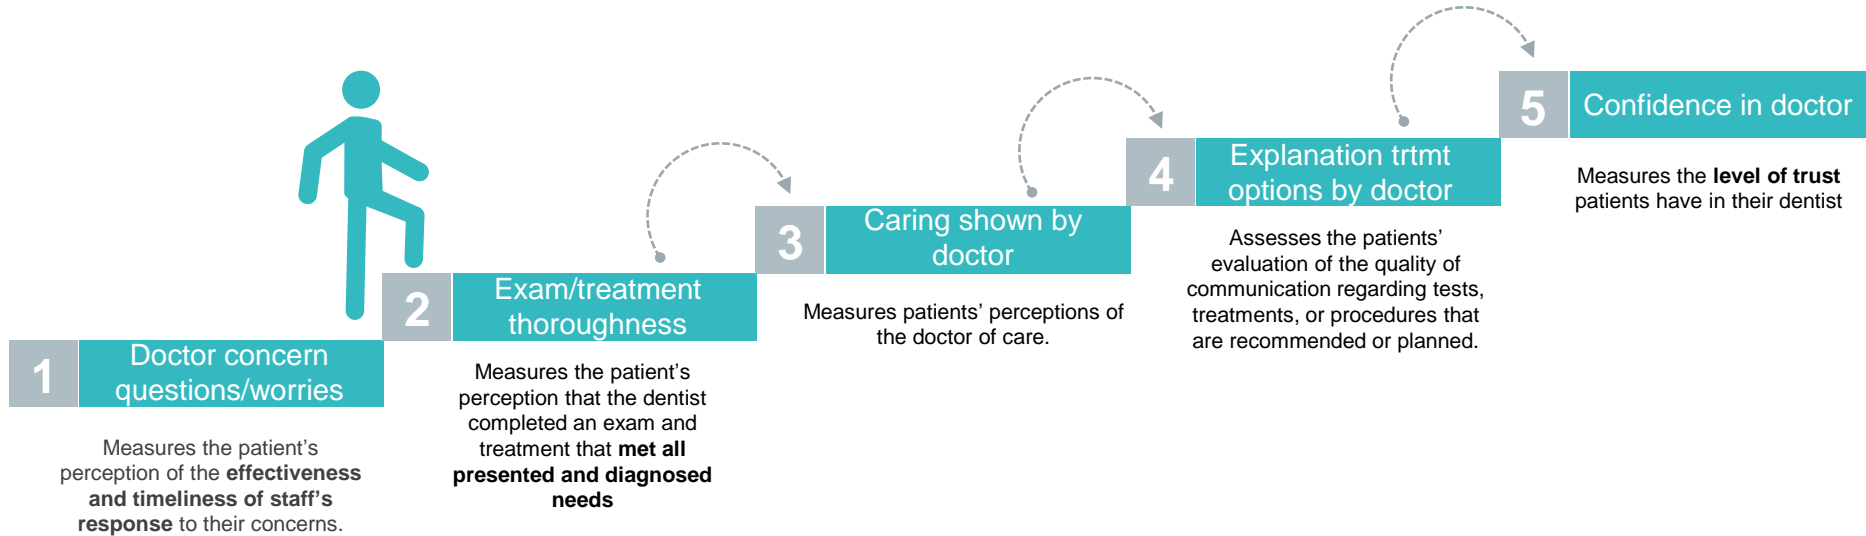 1
Doctor concern
questions/worries
Measures the patient’s
perception of the effectiveness
and timeliness of staff’s
response to their concerns.
2
Exam/treatment
thoroughness
Measures the patient’s
perception that the dentist
completed an exam and
treatment that met all
presented and diagnosed
needs
3
Caring shown by
doctor
Measures patients’ perceptions of
the doctor of care.
4
Explanation trtmt
options by doctor
Assesses the patients’
evaluation of the quality of
communication regarding tests,
treatments, or procedures that
are recommended or planned.
5
Confidence in doctor
Measures the level of trust
patients have in their dentist